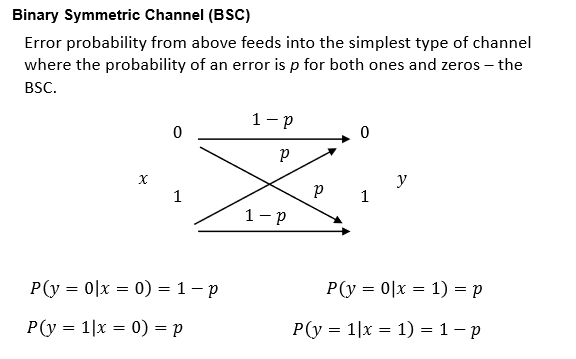 Binary Symmetric Channel (BSC)
Error probability from above feeds into the simplest type of channel
where the probability of an error is p for both ones and zeros – the
BSC.
1 − p
0 0
p
x y
p
1 1
1 − p
P(y = 0|x = 0) = 1 − p P(y = 0|x = 1) = p
P(y = 1|x = 0) = p P(y = 1|x = 1) = 1 − p